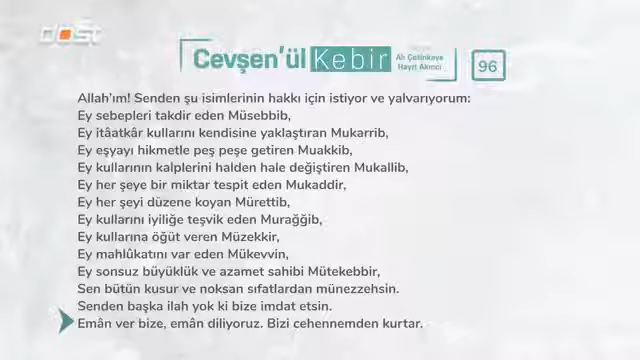 DOST
Cevşen'ül Kebir
Ali Çetinkaya
Hayri Akıncı
96
Allah'ım! Senden şu isimlerinin hakkı için istiyor ve yalvarıyorum:
Ey sebepleri takdir eden Müsebbib,
Ey itâatkâr kullarını kendisine yaklaştıran Mukarrib,
Ey eşyayı hikmetle peş peşe getiren Muakkib,
Ey kullarının kalplerini halden hale değiştiren Mukallib,
Ey her şeye bir miktar tespit eden Mukaddir,
Ey her şeyi düzene koyan Mürettib,
Ey kullarını iyiliğe teşvik eden Murağğib,
Ey kullarına öğüt veren Müzekkir,
Ey mahlûkatını var eden Mükevvin,
Ey sonsuz büyüklük ve azamet sahibi Mütekebbir,
Sen bütün kusur ve noksan sıfatlardan münezzehsin.
Senden başka ilah yok ki bize imdat etsin.
Emân ver bize, emân diliyoruz. Bizi cehennemden kurtar.